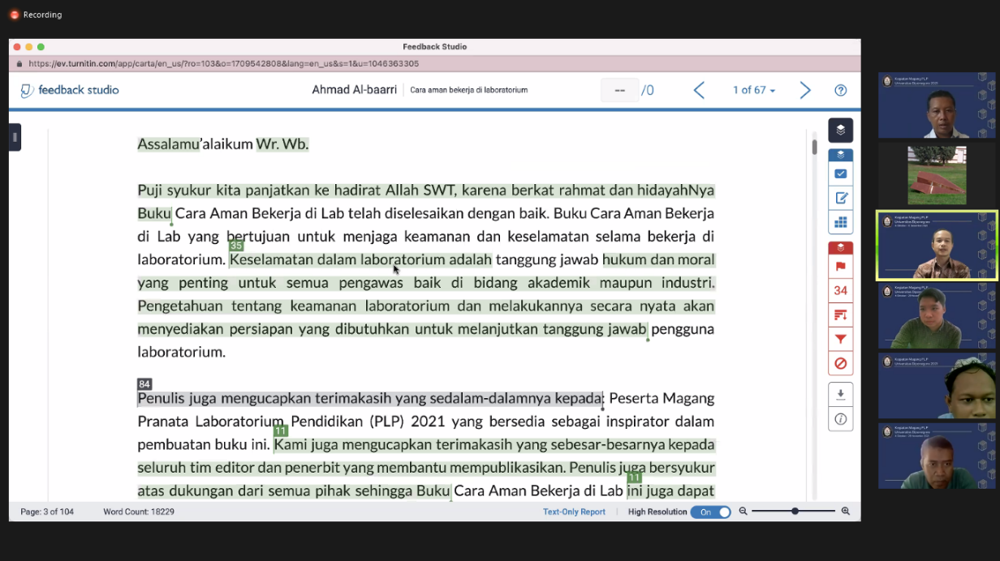 Recording
Feedback Studio
https://ev.turnitin.com/app/carta/en_us/?ro=103&o=1709542808&lang=en_us&s=1&u=1046363305
feedback studio
Ahmad Al-baarri
Cara aman bekerja di laboratorium
-- /0
1 of 67
Assalamu'alaikum Wr. Wb.
Puji syukur kita panjatkan ke hadirat Allah SWT, karena berkat rahmat dan hidayahNya
Buku Cara Aman Bekerja di Lab telah diselesaikan dengan baik. Buku Cara Aman Bekerja
di Lab yang bertujuan untuk menjaga keamanan dan keselamatan selama bekerja di
35
laboratorium. Keselamatan dalam laboratorium adalah tanggung jawab hukum dan moral
yang penting untuk semua pengawas baik di bidang akademik maupun industri.
Pengetahuan tentang keamanan laboratorium dan melakukannya secara nyata akan
menyediakan persiapan yang dibutuhkan untuk melanjutkan tanggung jawab pengguna
laboratorium.
84
Penulis juga mengucapkan terimakasih yang sedalam-dalamnya kepada: Peserta Magang
Pranata Laboratorium Pendidikan (PLP) 2021 yang bersedia sebagai inspirator dalam
11
pembuatan buku ini. Kami juga mengucapkan terimakasih yang sebesar-besarnya kepada
seluruh tim editor dan penerbit yang membantu mempublikasikan. Penulis juga bersyukur
11
atas dukungan dari semua pihak sehingga Buku Cara Aman Bekerja di Lab ini juga dapat
34
Page: 3 of 104
Word Count: 18229
Text-Only Report
High Resolution
On